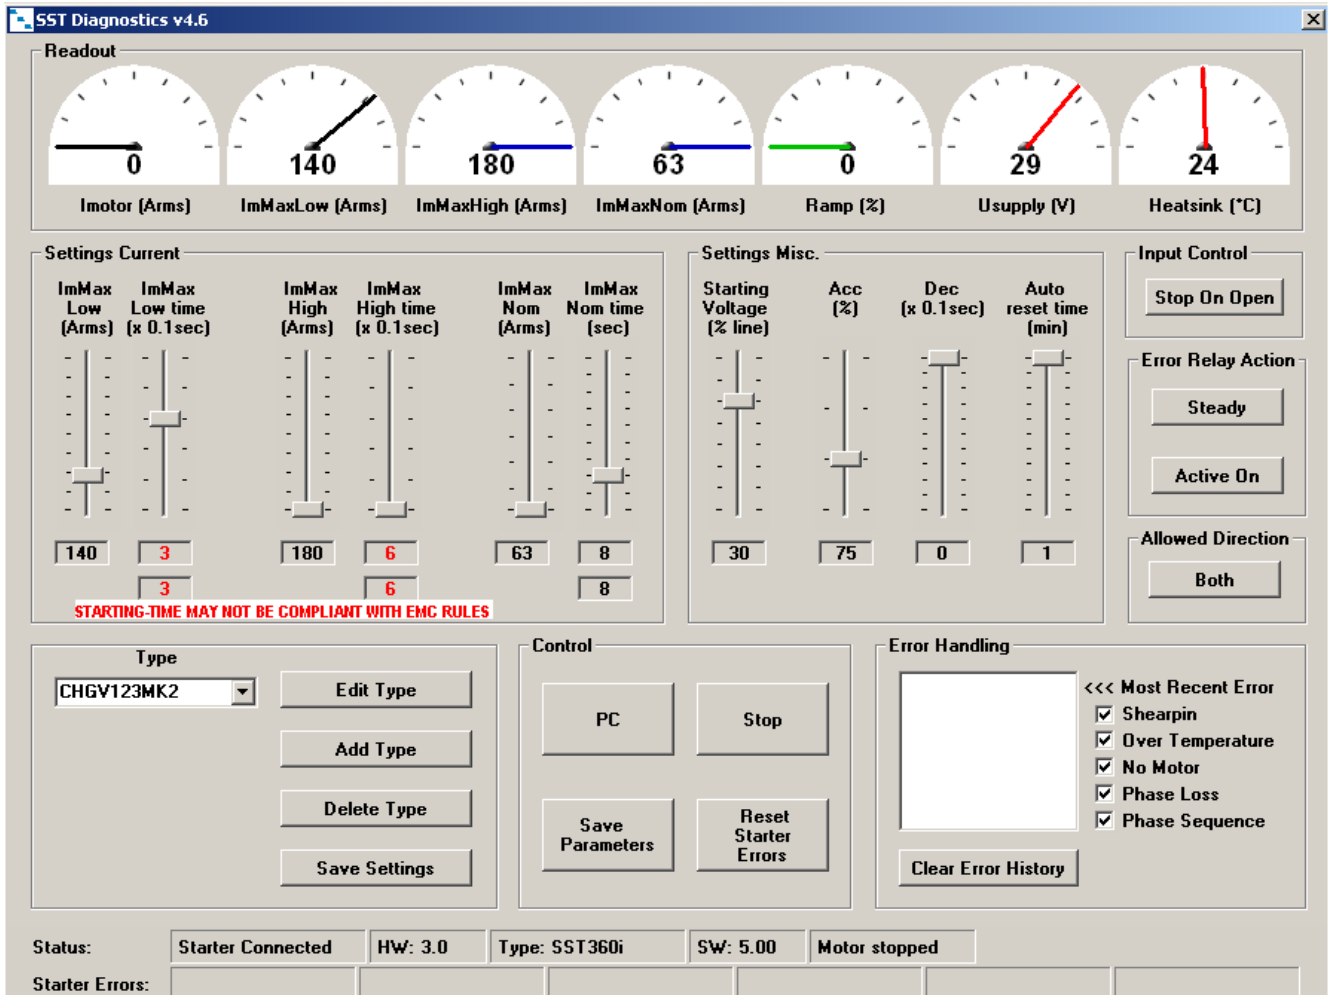 SST Diagnostics v4.6
Readout
0 140 180 63 0 29 24
Imotor (Arms) ImMaxLow (Arms) ImMaxHigh (Arms) ImMaxNom (Arms) Ramp (%) Usupply (V) Heatsink (*C)
Settings Current
ImMax ImMax ImMax ImMax ImMax ImMax
Low Low time High High time Nom Nom time
(Arms) (x 0.1sec) (Arms) (x 0.1sec) (Arms) (sec)
140 3 180 6 63 8
3 6 8
STARTING-TIME MAY NOT BE COMPLIANT WITH EMC RULES
Settings Misc.
Starting Acc Dec Auto
Voltage (%) (x 0.1sec) reset time
(% line) (min)
30 75 0 1
Input Control
Stop On Open
Error Relay Action
Steady
Active On
Allowed Direction
Both
Type
CHGV123MK2
Edit Type
Add Type
Delete Type
Save Settings
Control
PC
Stop
Save
Parameters
Reset
Starter
Errors
Error Handling
<<< Most Recent Error
Shearpin
Over Temperature
No Motor
Phase Loss
Phase Sequence
Clear Error History
Status: Starter Connected HW: 3.0 Type: SST360i SW: 5.00 Motor stopped
Starter Errors: